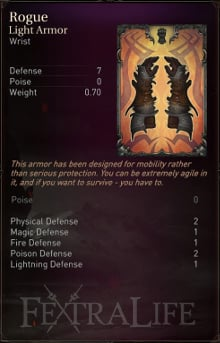 Rogue
Light Armor
Wrist
Defense 7
Poise 0
Weight 0.70
This armor has been designed for mobility rather
than serious protection. You can be extremely agile in
it, and if you want to survive - you have to.
Poise 0
Physical Defense 2
Magic Defense 1
Fire Defense 1
Poison Defense 2
Lightning Defense 1
FEXTRALIFE